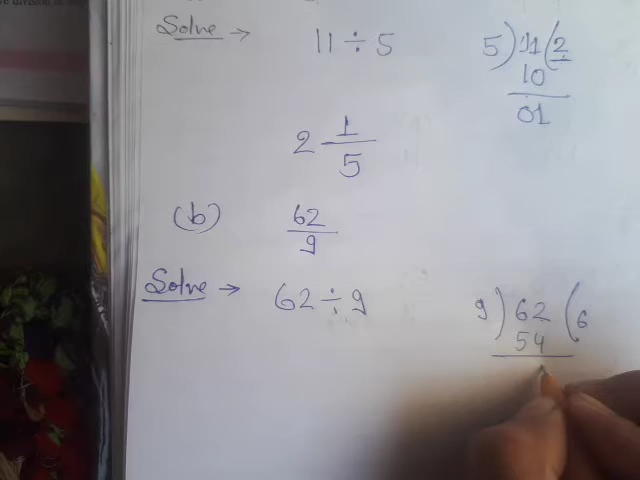 Solve → 11 ÷ 5 5)11(2
10
01
2 1/5
(b) 62/9
Solve → 62 ÷ 9 9)62(6
54